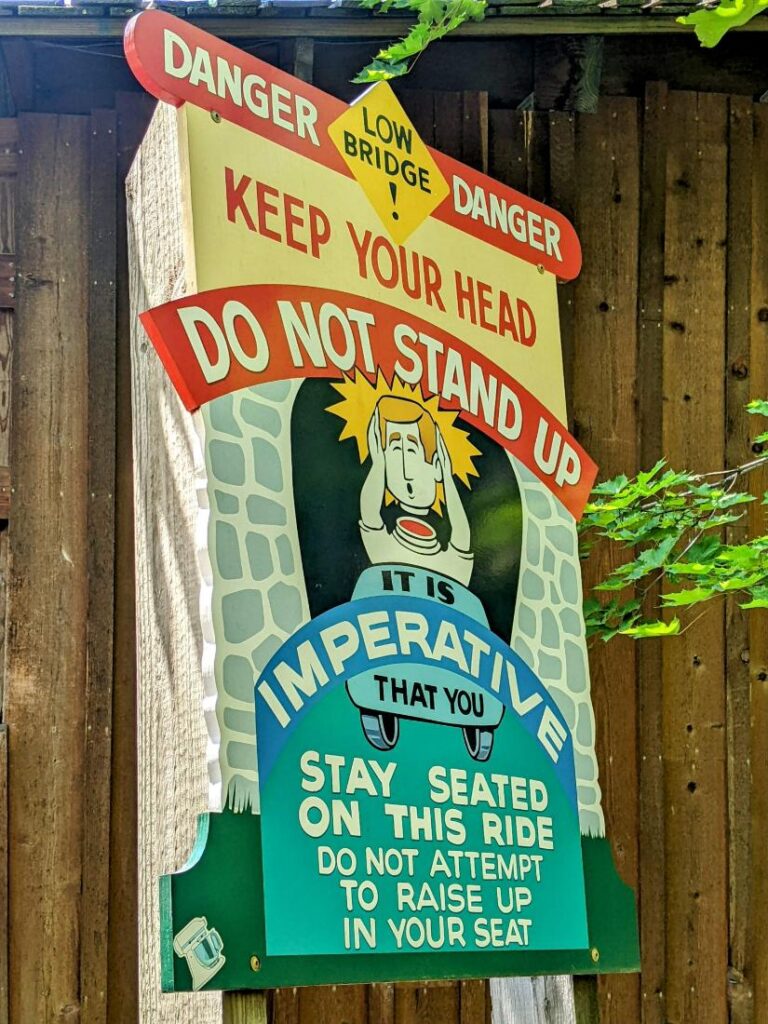 DANGER LOW BRIDGE ! DANGER
KEEP YOUR HEAD
DO NOT STAND UP
IT IS
IMPERATIVE
THAT YOU
STAY SEATED
ON THIS RIDE
DO NOT ATTEMPT
TO RAISE UP
IN YOUR SEAT